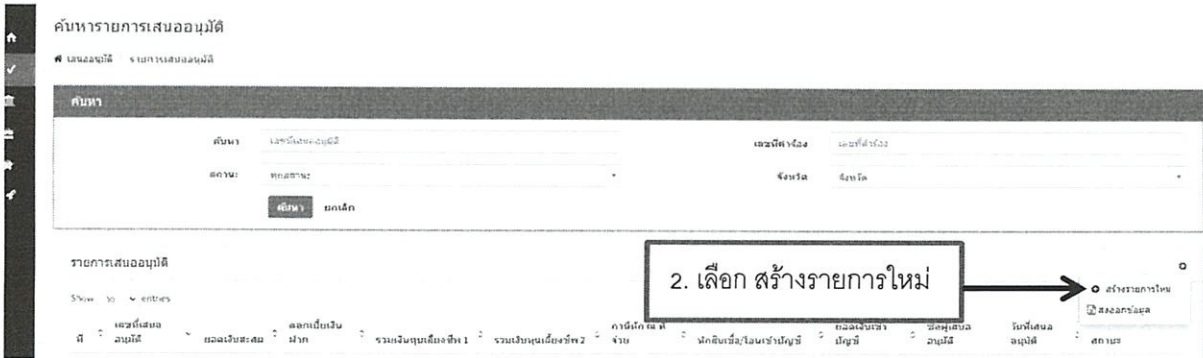 ค้นหารายการเสนออนุมัติ
เสนออนุมัติ รายการเสนออนุมัติ
ค้นหา
ค้นหา เลขที่เสนออนุมัติ เลขที่คำร้อง เลขที่คำร้อง
สถานะ ทุกสถานะ จังหวัด จังหวัด
ค้นหา ยกเลิก
รายการเสนออนุมัติ
2. เลือก สร้างรายการใหม่
สร้างรายการใหม่
ส่งออกข้อมูล
Show 10 entries
ที่ เลขที่เสนออนุมัติ ยอดเงินสะสม ดอกเบี้ยเงินฝาก รวมเงินทุนเลี้ยงชีพ 1 รวมเงินทุนเลี้ยงชีพ 2 ภาษีหัก ณ ที่จ่าย หักสินเชื่อ/โอนเข้าบัญชี ยอดเงินเข้าบัญชี ชื่อผู้เสนออนุมัติ วันที่เสนออนุมัติ สถานะ